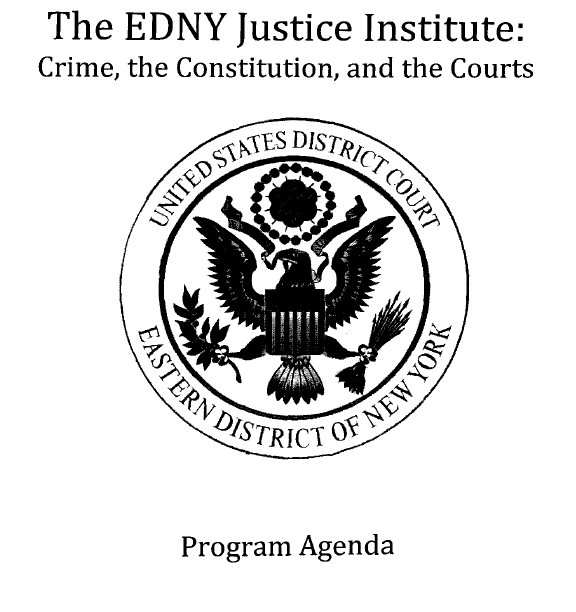 The EDNY Justice Institute:
Crime, the Constitution, and the Courts
UNITED STATES DISTRICT COURT
EASTERN DISTRICT OF NEW YORK
Program Agenda